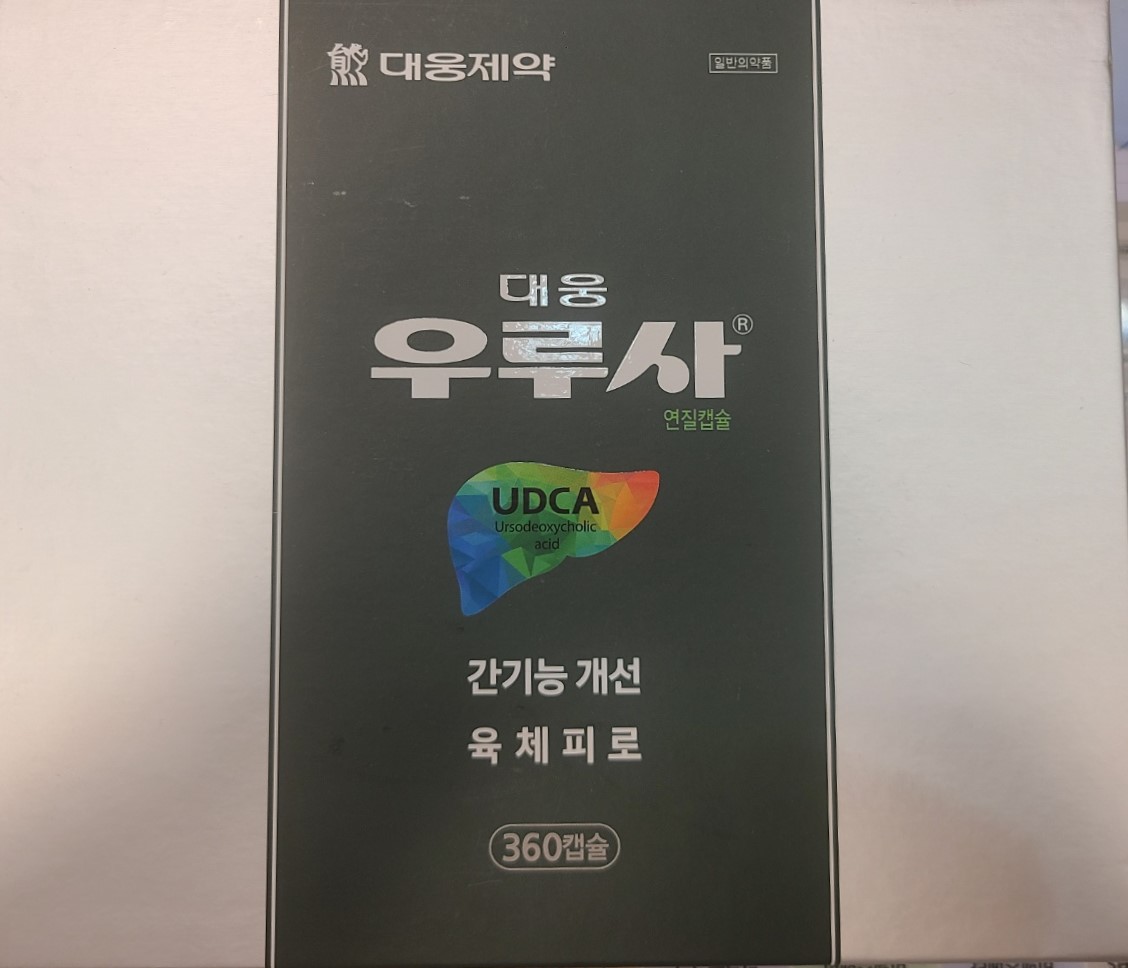 대웅제약
일반의약품
대웅
우루사®
연질캡슐
UDCA
Ursodeoxycholic
acid
간기능 개선
육체피로
360캡슐